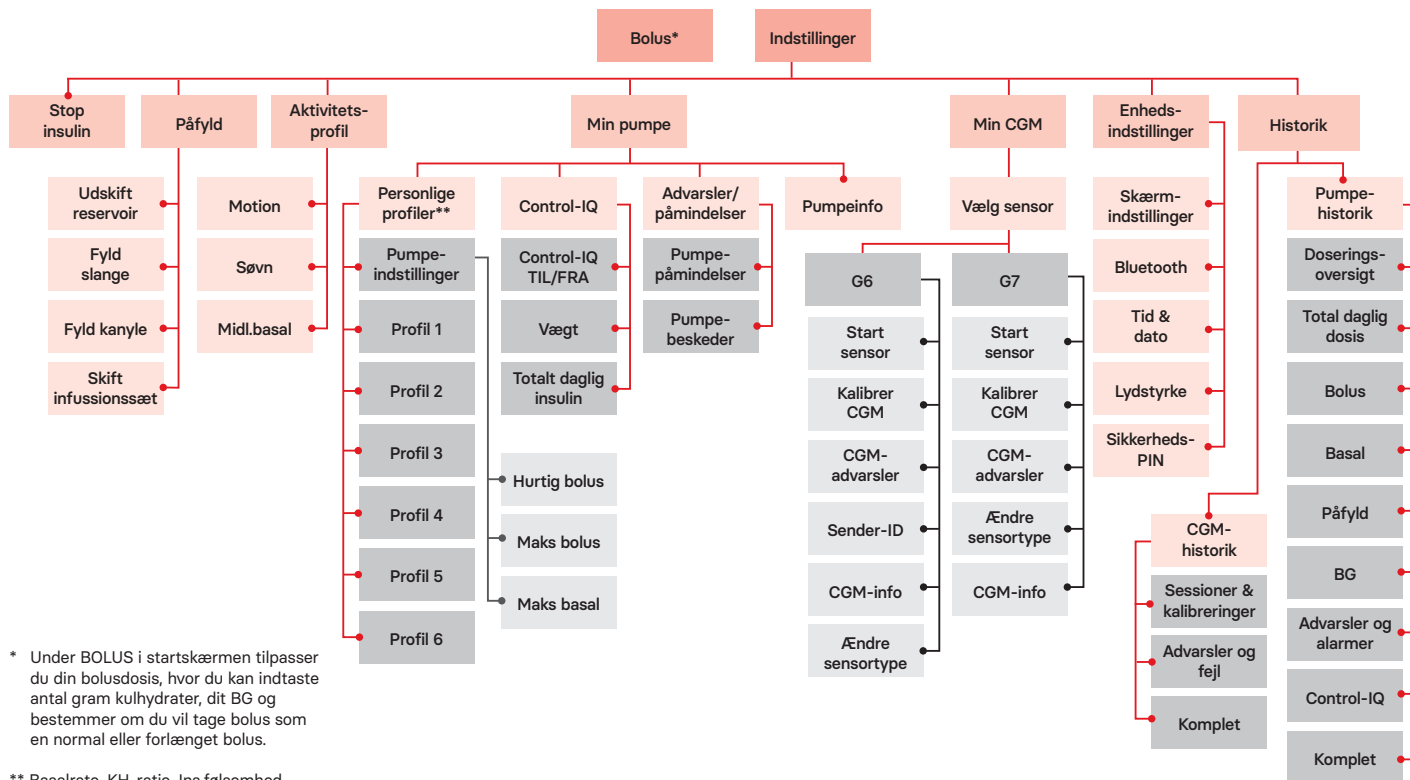 Bolus*
Indstillinger
Stop
insulin
Påfyld
Aktivitets-
profil
Min pumpe
Min CGM
Enheds-
indstillinger
Historik
Udskift
reservoir
Fyld
slange
Fyld kanyle
Skift
infussionssæt
Motion
Søvn
Midl.basal
Personlige
profiler**
Pumpe-
indstillinger
Profil 1
Profil 2
Profil 3
Profil 4
Profil 5
Profil 6
Control-IQ
Control-IQ
TIL/FRA
Vægt
Totalt daglig
insulin
Hurtig bolus
Maks bolus
Maks basal
Advarsler/
påmindelser
Pumpe-
påmindelser
Pumpe-
beskeder
Pumpeinfo
Vælg sensor
G6
Start
sensor
Kalibrer
CGM
CGM-
advarsler
Sender-ID
CGM-info
Ændre
sensortype
G7
Start
sensor
Kalibrer
CGM
CGM-
advarsler
Ændre
sensortype
CGM-info
Skærm-
indstillinger
Bluetooth
Tid &
dato
Lydstyrke
Sikkerheds-
PIN
CGM-
historik
Sessioner &
kalibreringer
Advarsler og
fejl
Komplet
Pumpe-
historik
Doserings-
oversigt
Total daglig
dosis
Bolus
Basal
Påfyld
BG
Advarsler og
alarmer
Control-IQ
Komplet
* Under BOLUS i startskærmen tilpasser
du din bolusdosis, hvor du kan indtaste
antal gram kulhydrater, dit BG og
bestemmer om du vil tage bolus som
en normal eller forlænget bolus.
** Basalrate, KH-ratio, Ins.følsomhed